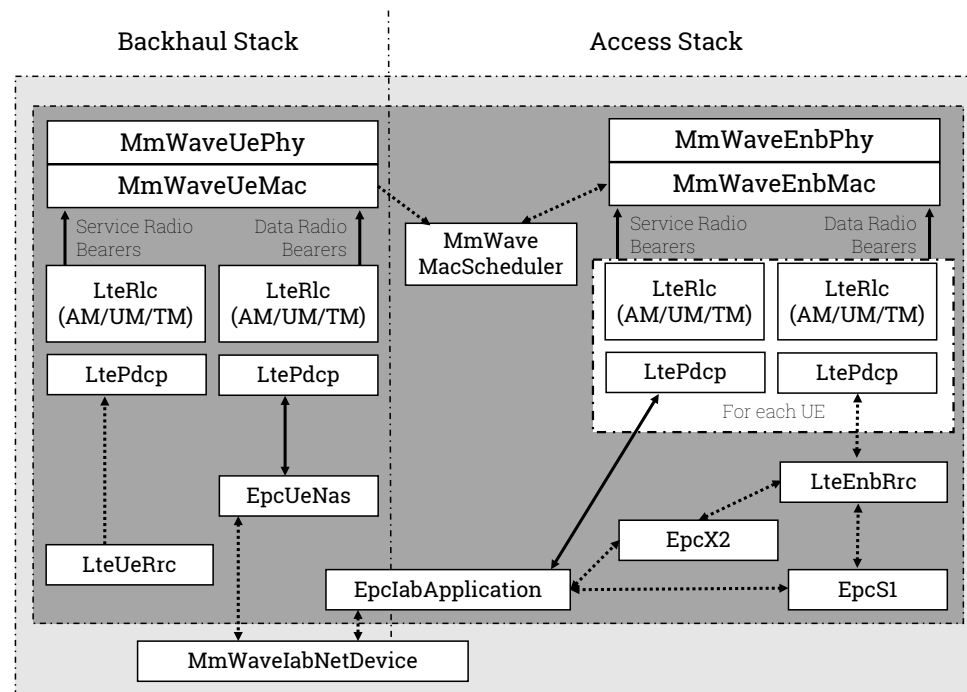 Backhaul Stack
Access Stack
MmWaveUePhy
MmWaveUeMac
MmWaveEnbPhy
MmWaveEnbMac
MmWave
MacScheduler
Service Radio
Bearers
Data Radio
Bearers
Service Radio
Bearers
Data Radio
Bearers
LteRlc
(AM/UM/TM)
LteRlc
(AM/UM/TM)
LteRlc
(AM/UM/TM)
LteRlc
(AM/UM/TM)
LtePdcp
LtePdcp
LtePdcp
LtePdcp
For each UE
EpcUeNas
LteEnbRrc
EpcX2
LteUeRrc
EpcIabApplication
EpcS1
MmWaveIabNetDevice